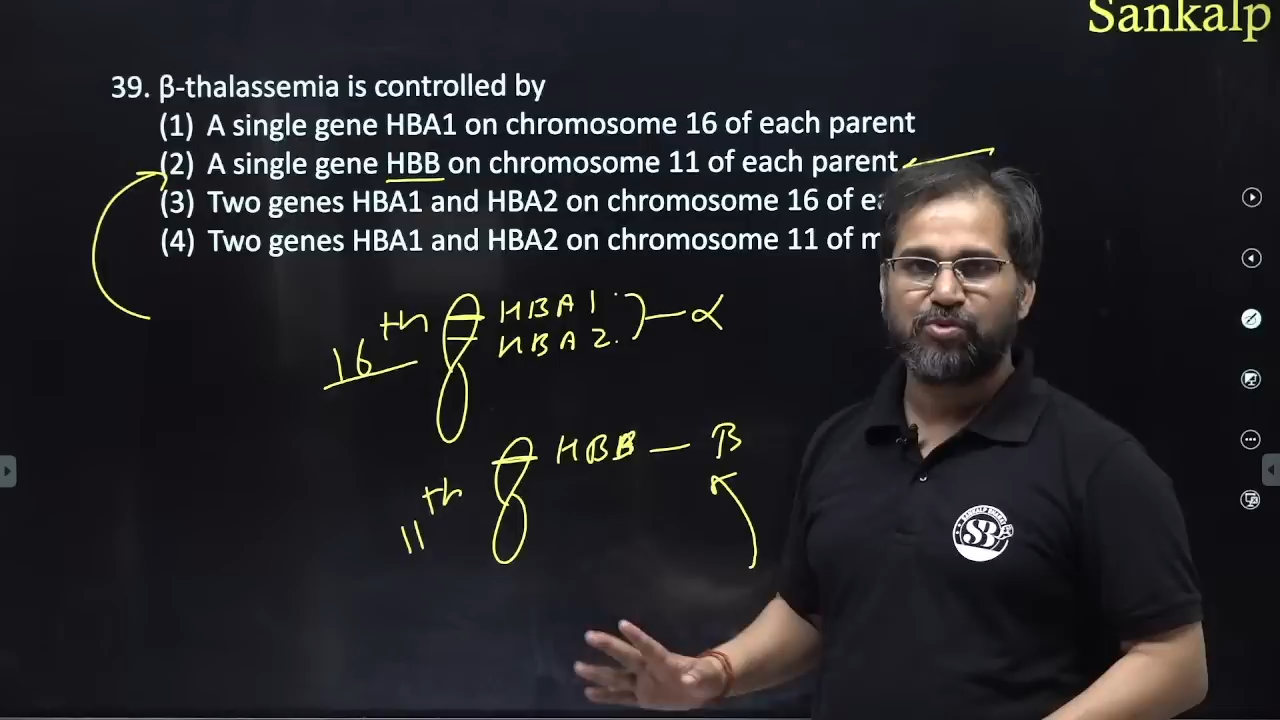 Sankalp
39. β-thalassemia is controlled by
(1) A single gene HBA1 on chromosome 16 of each parent
(2) A single gene HBB on chromosome 11 of each parent
(3) Two genes HBA1 and HBA2 on chromosome 16 of
(4) Two genes HBA1 and HBA2 on chromosome 11 of
16th HBA1
HBA2. α
11th HBB — B
SB